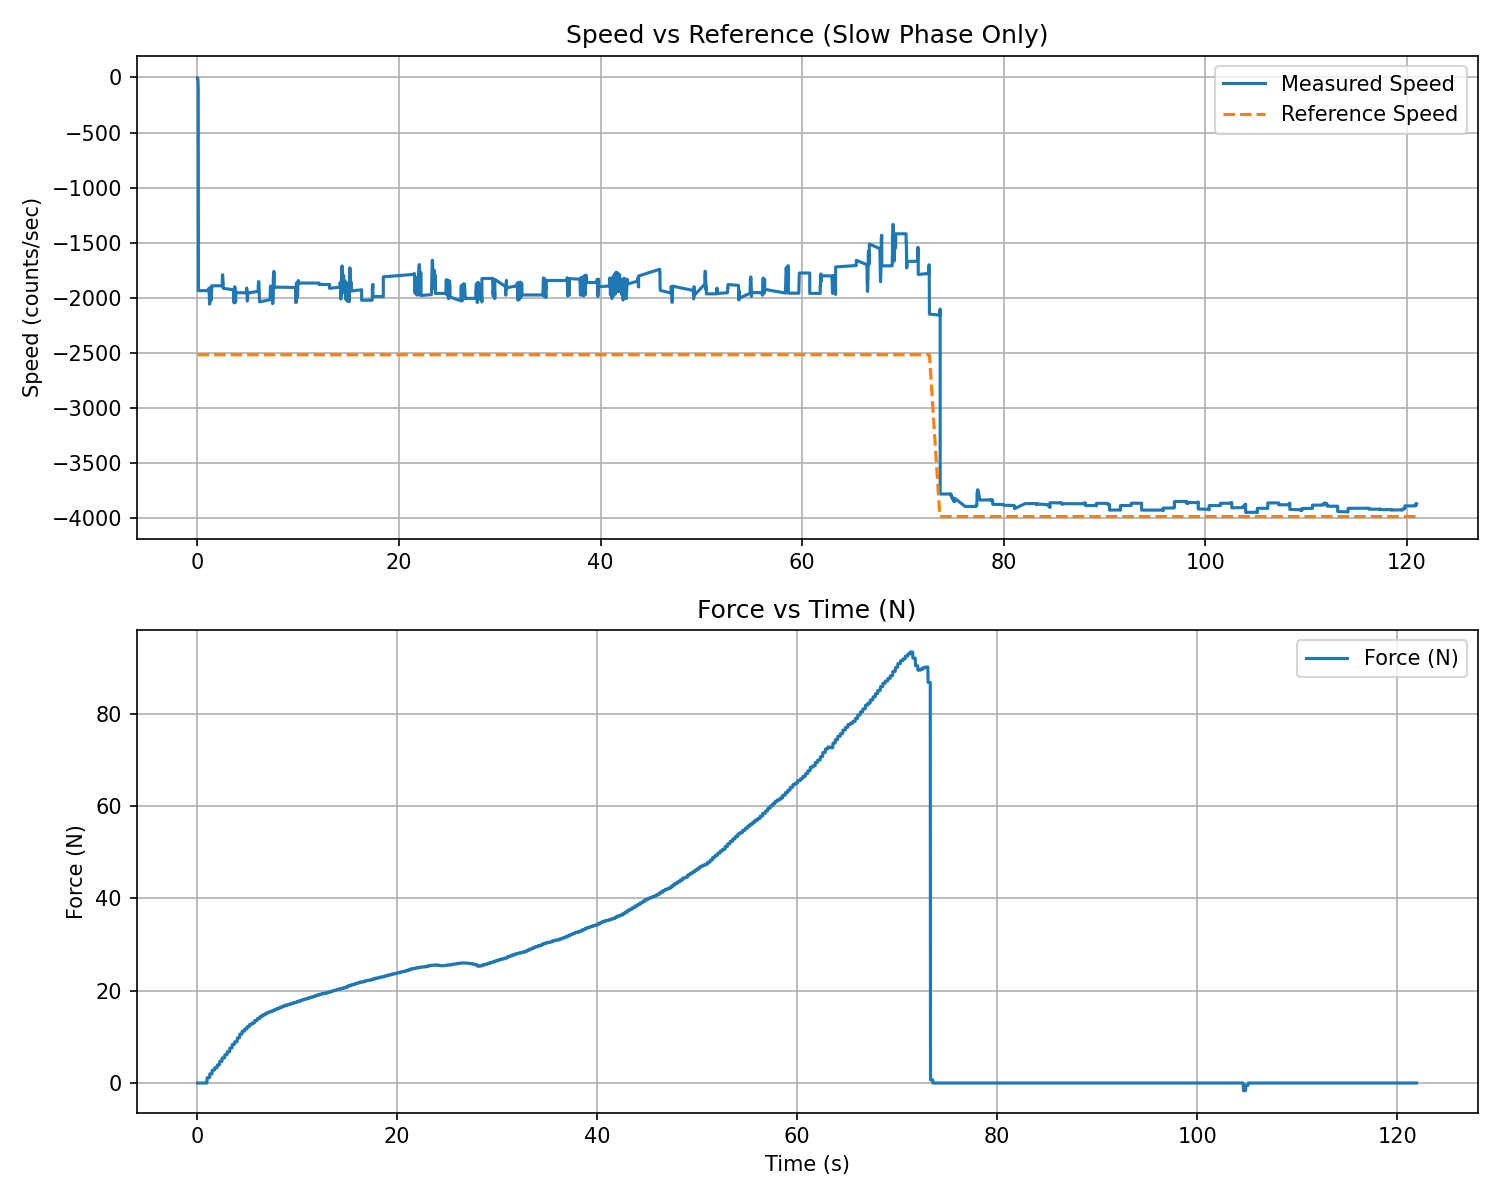 Speed vs Reference (Slow Phase Only)
Speed (counts/sec)
0
−500
−1000
−1500
−2000
−2500
−3000
−3500
−4000
Measured Speed
Reference Speed
0 20 40 60 80 100 120
Force vs Time (N)
Force (N)
80
60
40
20
0
Force (N)
0 20 40 60 80 100 120
Time (s)